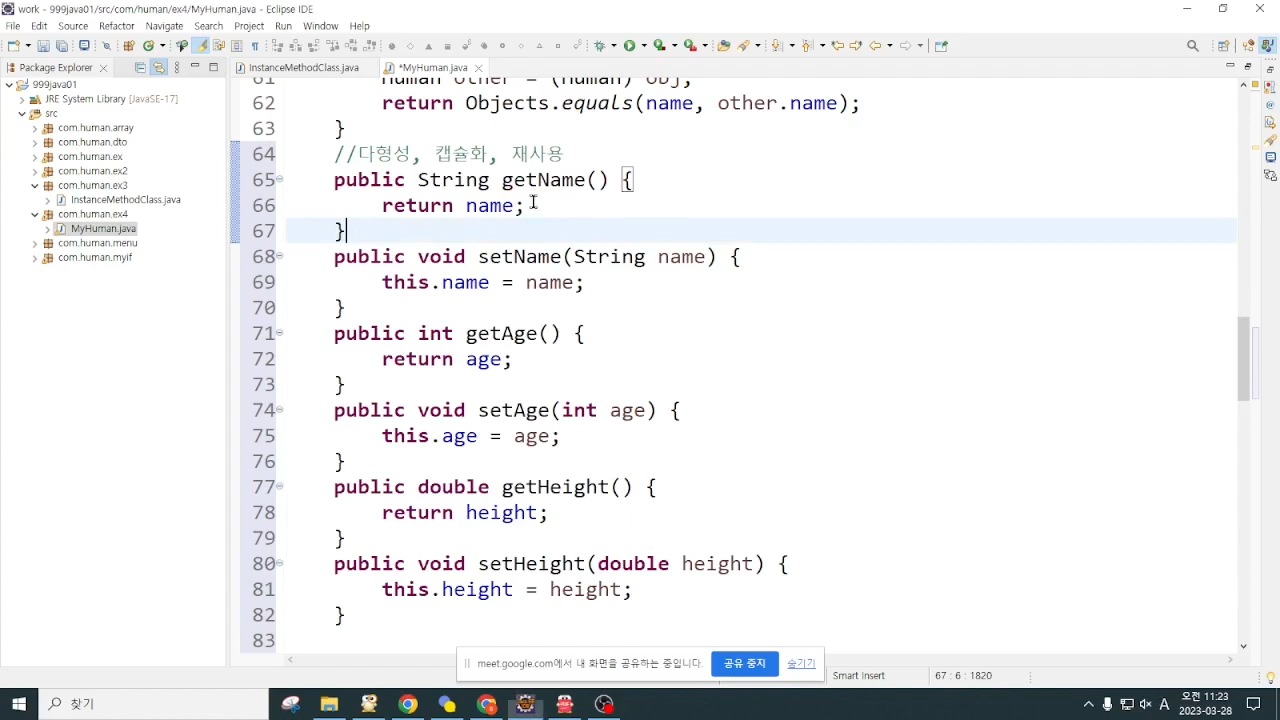 work - 999java01/src/com/human/ex4/MyHuman.java - Eclipse IDE
File Edit Source Refactor Navigate Search Project Run Window Help
Package Explorer
InstanceMethodClass.java
*MyHuman.java
999java01
JRE System Library [JavaSE-17]
src
com.human.array
com.human.dto
com.human.ex
com.human.ex2
com.human.ex3
InstanceMethodClass.java
com.human.ex4
MyHuman.java
com.human.menu
com.human.myif
61 Human other = (Human) obj;
62 return Objects.equals(name, other.name);
63 }
64 //다형성, 캡슐화, 재사용
65 public String getName() {
66 return name;
67 }
68 public void setName(String name) {
69 this.name = name;
70 }
71 public int getAge() {
72 return age;
73 }
74 public void setAge(int age) {
75 this.age = age;
76 }
77 public double getHeight() {
78 return height;
79 }
80 public void setHeight(double height) {
81 this.height = height;
82 }
83
meet.google.com에서 내 화면을 공유하는 중입니다. 공유 중지 숨기기
Smart Insert 67 : 6 : 1820
찾기
A
오전 11:23
2023-03-28